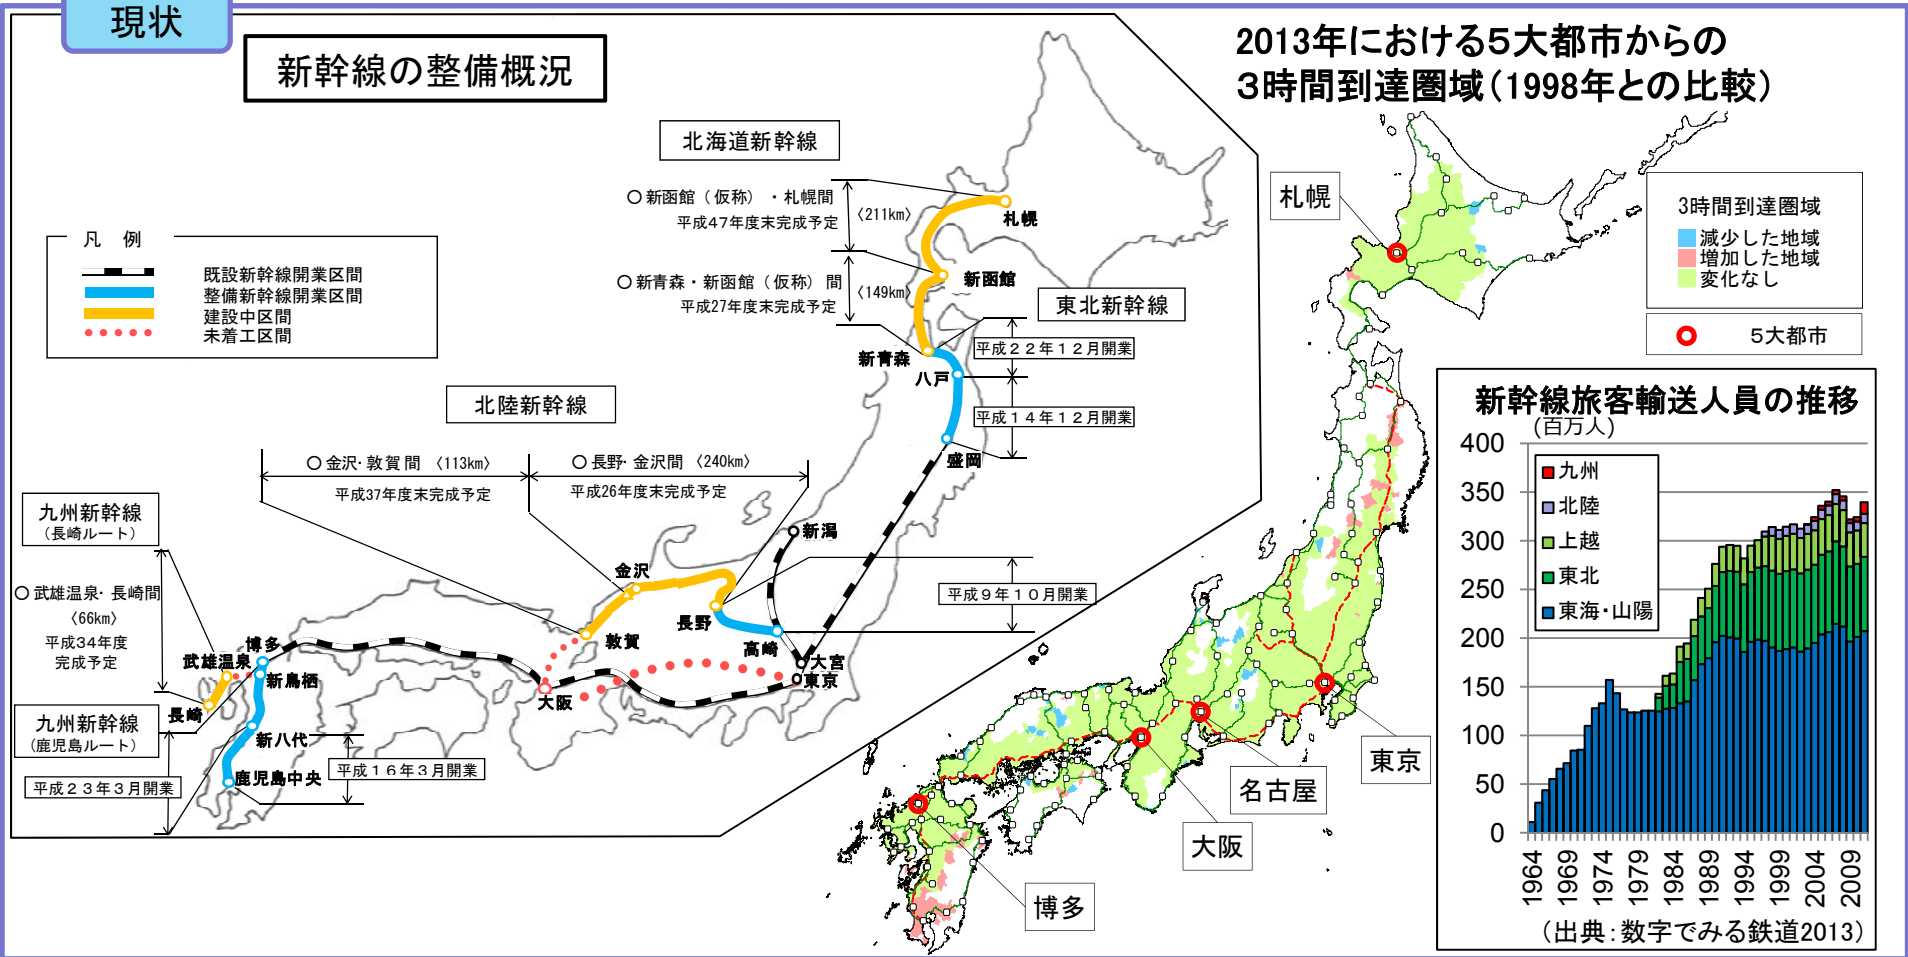 現状
新幹線の整備概況
凡　例
既設新幹線開業区間
整備新幹線開業区間
建設中区間
未着工区間
北海道新幹線
○新函館（仮称）・札幌間
平成47年度末完成予定
〈211km〉
札幌
○新青森・新函館（仮称）間
平成27年度末完成予定
〈149km〉
新函館
東北新幹線
新青森
平成２２年１２月開業
八戸
平成１４年１２月開業
盛岡
北陸新幹線
○金沢・敦賀間　〈113km〉
平成37年度末完成予定
○長野・金沢間　〈240km〉
平成26年度末完成予定
新潟
金沢
平成９年１０月開業
長野
敦賀
高崎
大宮
東京
大阪
九州新幹線
（長崎ルート）
○武雄温泉・長崎間
〈66km〉
平成34年度
完成予定
博多
武雄温泉
新鳥栖
長崎
九州新幹線
（鹿児島ルート）
新八代
平成１６年３月開業
鹿児島中央
平成２３年３月開業
2013年における５大都市からの
３時間到達圏域（1998年との比較）
札幌
3時間到達圏域
減少した地域
増加した地域
変化なし
5大都市
東京
名古屋
大阪
博多
新幹線旅客輸送人員の推移
(百万人)
400
350
300
250
200
150
100
50
0
九州
北陸
上越
東北
東海・山陽
1964
1969
1974
1979
1984
1989
1994
1999
2004
2009
（出典：数字でみる鉄道2013）